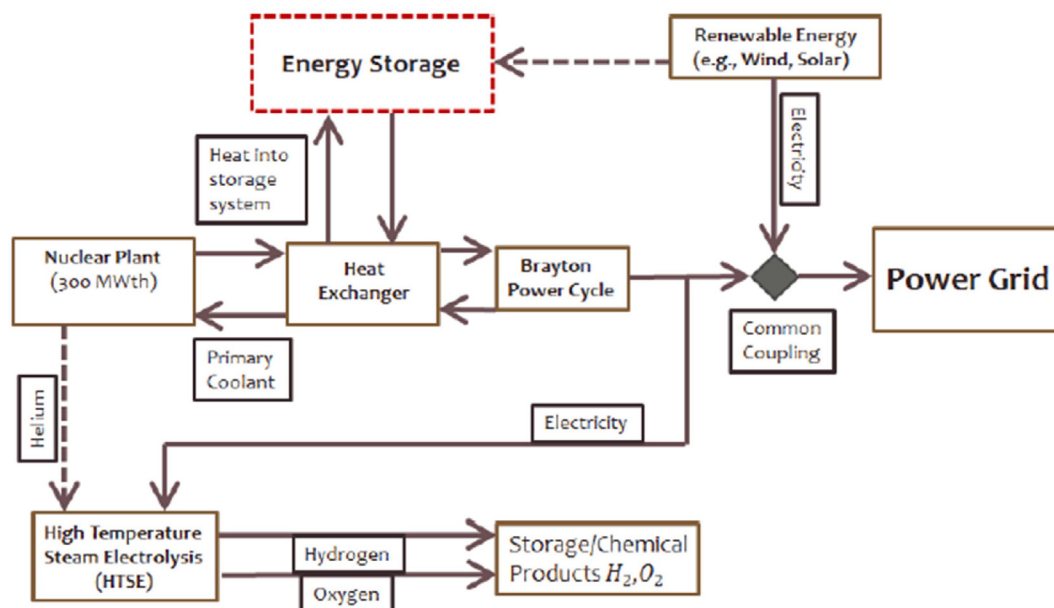 Energy Storage
Renewable Energy
(e.g., Wind, Solar)
Electricity
Heat into
storage
system
Nuclear Plant
(300 MWth)
Heat
Exchanger
Brayton
Power Cycle
Power Grid
Primary
Coolant
Common
Coupling
Helium
Electricity
High Temperature
Steam Electrolysis
(HTSE)
Hydrogen
Oxygen
Storage/Chemical
Products H₂,O₂